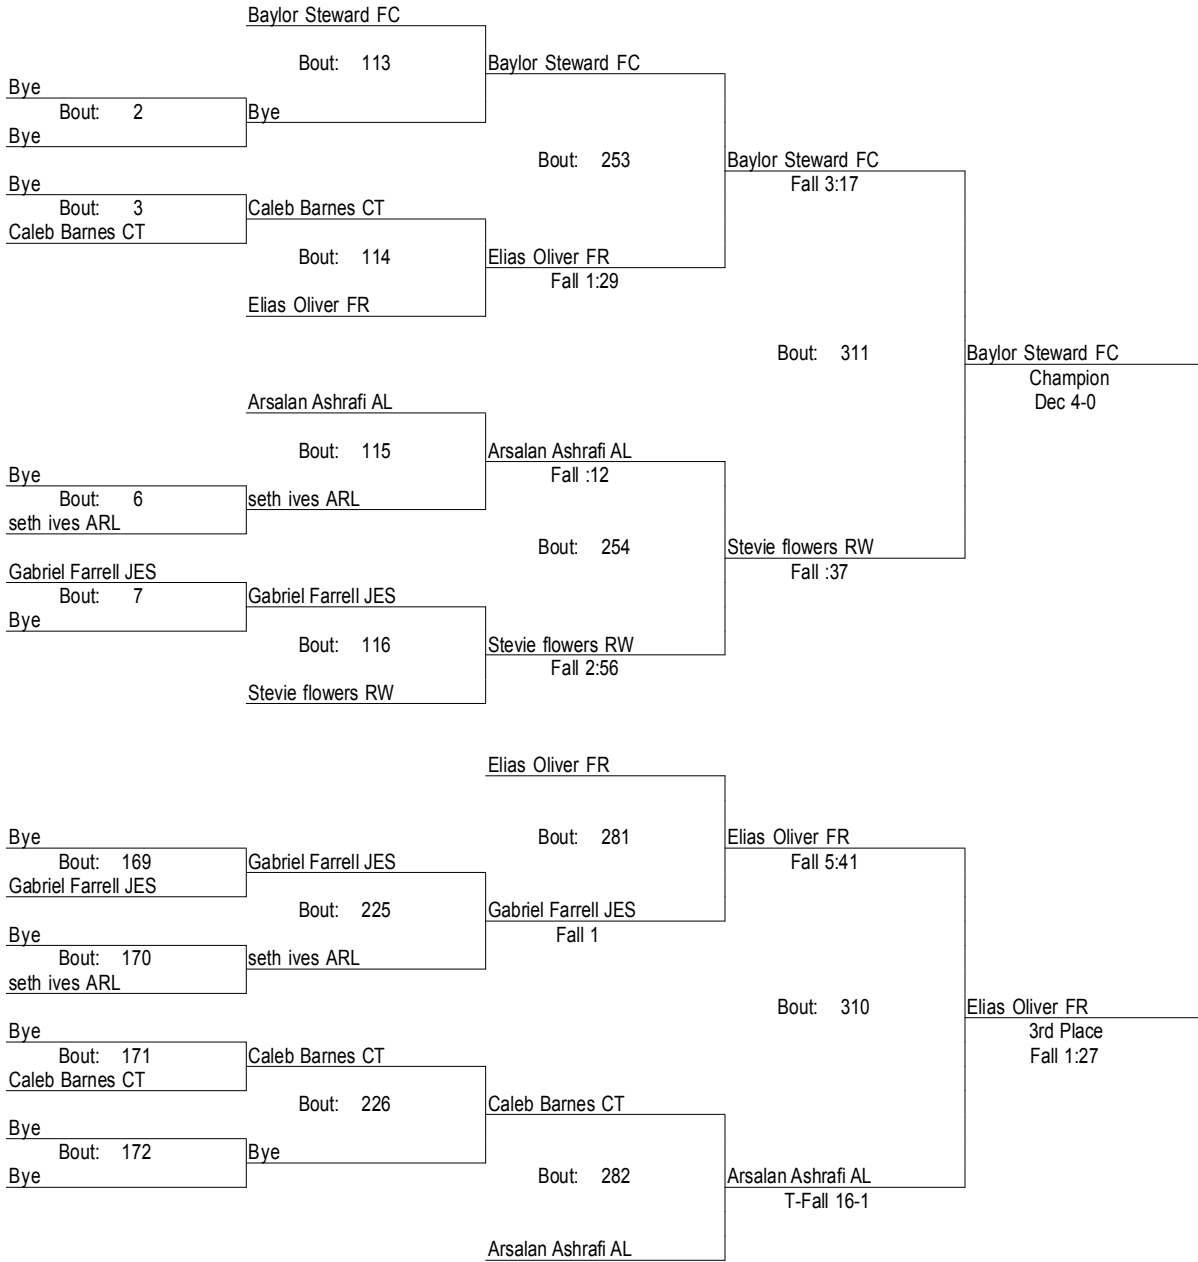 Baylor Steward FC
Bout: 113
Baylor Steward FC
Bye
Bout: 2
Bye
Bye
Bout: 253
Baylor Steward FC
Fall 3:17
Bye
Bout: 3
Caleb Barnes CT
Caleb Barnes CT
Bout: 114
Elias Oliver FR
Fall 1:29
Elias Oliver FR
Bout: 311
Baylor Steward FC
Champion
Dec 4-0
Arsalan Ashrafi AL
Bout: 115
Arsalan Ashrafi AL
Fall :12
Bye
Bout: 6
seth ives ARL
seth ives ARL
Bout: 254
Stevie flowers RW
Fall :37
Gabriel Farrell JES
Bout: 7
Gabriel Farrell JES
Bye
Bout: 116
Stevie flowers RW
Fall 2:56
Stevie flowers RW
Elias Oliver FR
Bout: 281
Elias Oliver FR
Fall 5:41
Bye
Bout: 169
Gabriel Farrell JES
Gabriel Farrell JES
Bout: 225
Gabriel Farrell JES
Fall 1
Bye
Bout: 170
seth ives ARL
seth ives ARL
Bout: 310
Elias Oliver FR
3rd Place
Fall 1:27
Bye
Bout: 171
Caleb Barnes CT
Caleb Barnes CT
Bout: 226
Caleb Barnes CT
Bye
Bout: 172
Bye
Bye
Bout: 282
Arsalan Ashrafi AL
T-Fall 16-1
Arsalan Ashrafi AL